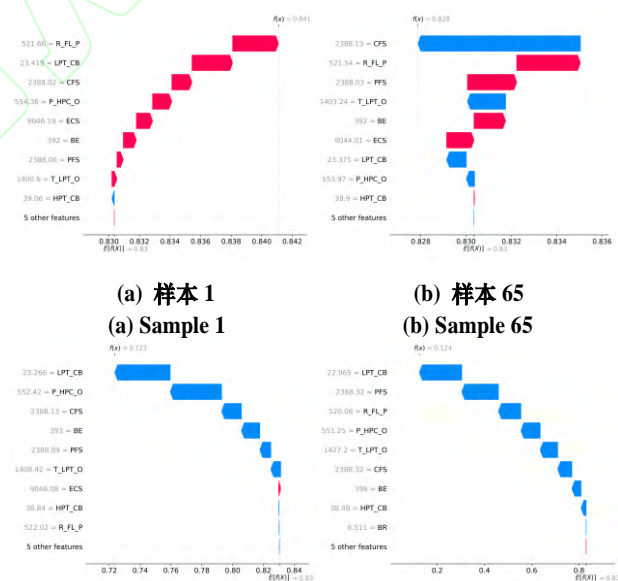 f(x) = 0.841
521.66 = R_FL_P
23.419 = LPT_CB
2388.02 = CFS
554.36 = P_HPC_O
9046.19 = ECS
392 = BE
2388.06 = PFS
1400.6 = T_LPT_O
39.06 = HPT_CB
5 other features
0.830 0.832 0.834 0.836 0.838 0.840 0.842
E[f(X)] = 0.83
f(x) = 0.828
2388.13 = CFS
521.54 = R_FL_P
2388.03 = PFS
1403.24 = T_LPT_O
392 = BE
9044.01 = ECS
23.375 = LPT_CB
553.97 = P_HPC_O
38.9 = HPT_CB
5 other features
0.828 0.830 0.832 0.834 0.836
E[f(X)] = 0.83
(a) 样本 1
(a) Sample 1
(b) 样本 65
(b) Sample 65
f(x) = 0.723
23.266 = LPT_CB
552.42 = P_HPC_O
2388.13 = CFS
393 = BE
2388.09 = PFS
1408.42 = T_LPT_O
9046.08 = ECS
38.84 = HPT_CB
522.02 = R_FL_P
5 other features
0.72 0.74 0.76 0.78 0.80 0.82 0.84
E[f(X)] = 0.83
f(x) = 0.124
22.965 = LPT_CB
2388.32 = PFS
520.08 = R_FL_P
551.25 = P_HPC_O
1427.2 = T_LPT_O
2388.32 = CFS
396 = BE
38.48 = HPT_CB
8.511 = BR
5 other features
0.2 0.4 0.6 0.8
E[f(X)] = 0.83